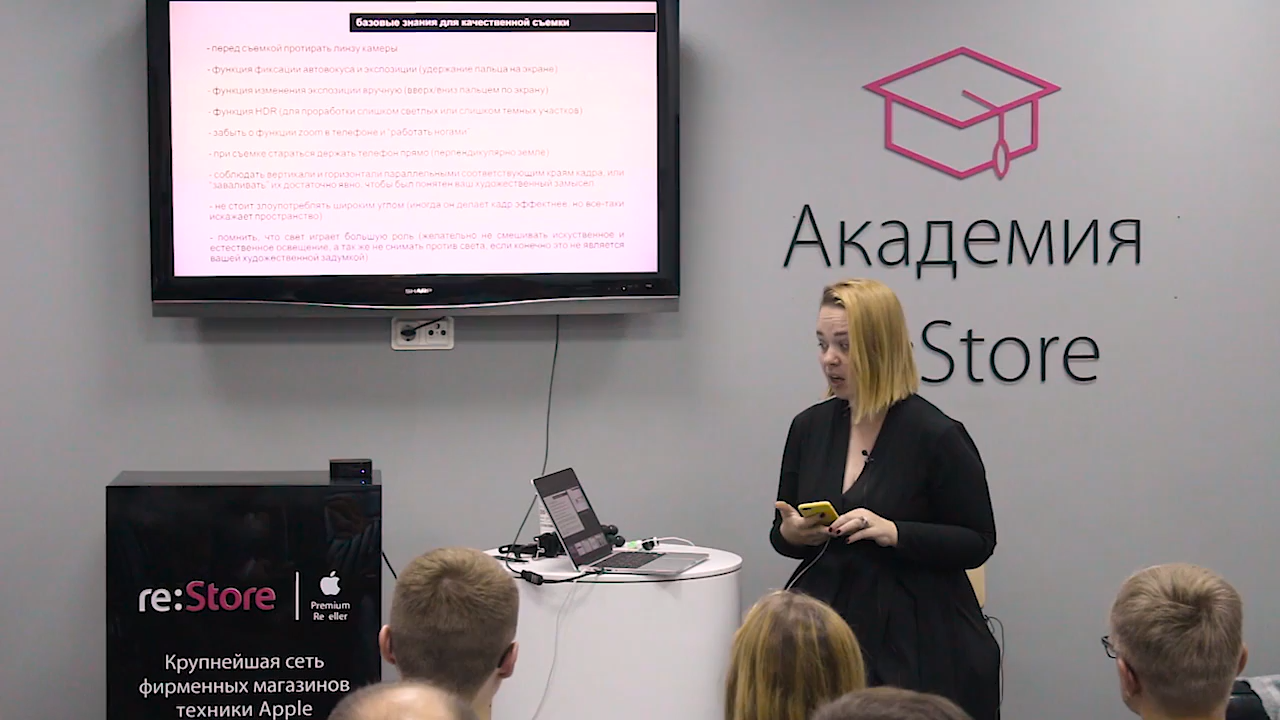 базовые знания для качественной съемки
- перед съемкой протирать линзу камеры
- функция фиксации автовокуса и экспозиции (удержание пальца на экране)
- функция изменения экспозиции вручную (вверх/вниз пальцем по экрану)
- функция HDR (для проработки слишком светлых или слишком темных участков)
- забыть о функции zoom в телефоне и "работать ногами"
- при съемке стараться держать телефон прямо (перпендикулярно земле)
- соблюдать вертикали и горизонтали параллельными соответствующим краям кадра, или
"заваливать" их достаточно явно, чтобы был понятен ваш художественный замысел
- не стоит злоупотреблять широким углом (иногда он делает кадр эффектнее, но все-таки
искажает пространство)
- помнить, что свет играет большую роль (желательно не смешивать искуственное и
естественное освещение, а так же не снимать против света, если конечно это не является
вашей художественной задумкой)
SHARP
Академия
:Store
re:Store
Premium
Re eller
Крупнейшая сеть
фирменных магазинов
техники Apple